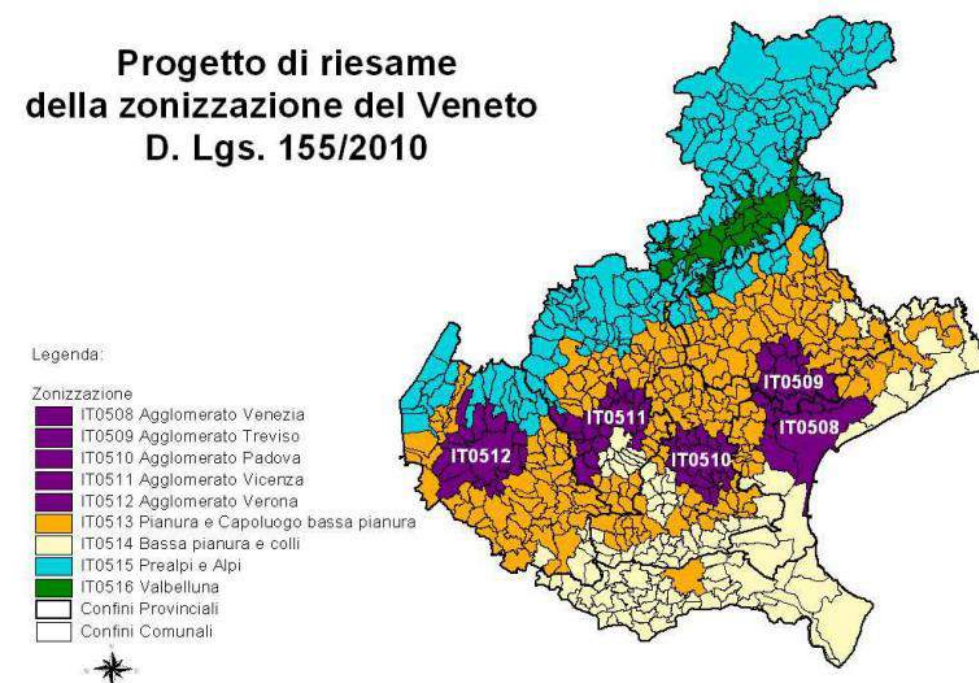 Progetto di riesame
della zonizzazione del Veneto
D. Lgs. 155/2010
Legenda:
Zonizzazione
IT0508 Agglomerato Venezia
IT0509 Agglomerato Treviso
IT0510 Agglomerato Padova
IT0511 Agglomerato Vicenza
IT0512 Agglomerato Verona
IT0513 Pianura e Capoluogo bassa pianura
IT0514 Bassa pianura e colli
IT0515 Prealpi e Alpi
IT0516 Valbelluna
Confini Provinciali
Confini Comunali
IT0509
IT0511
IT0508
IT0512
IT0510